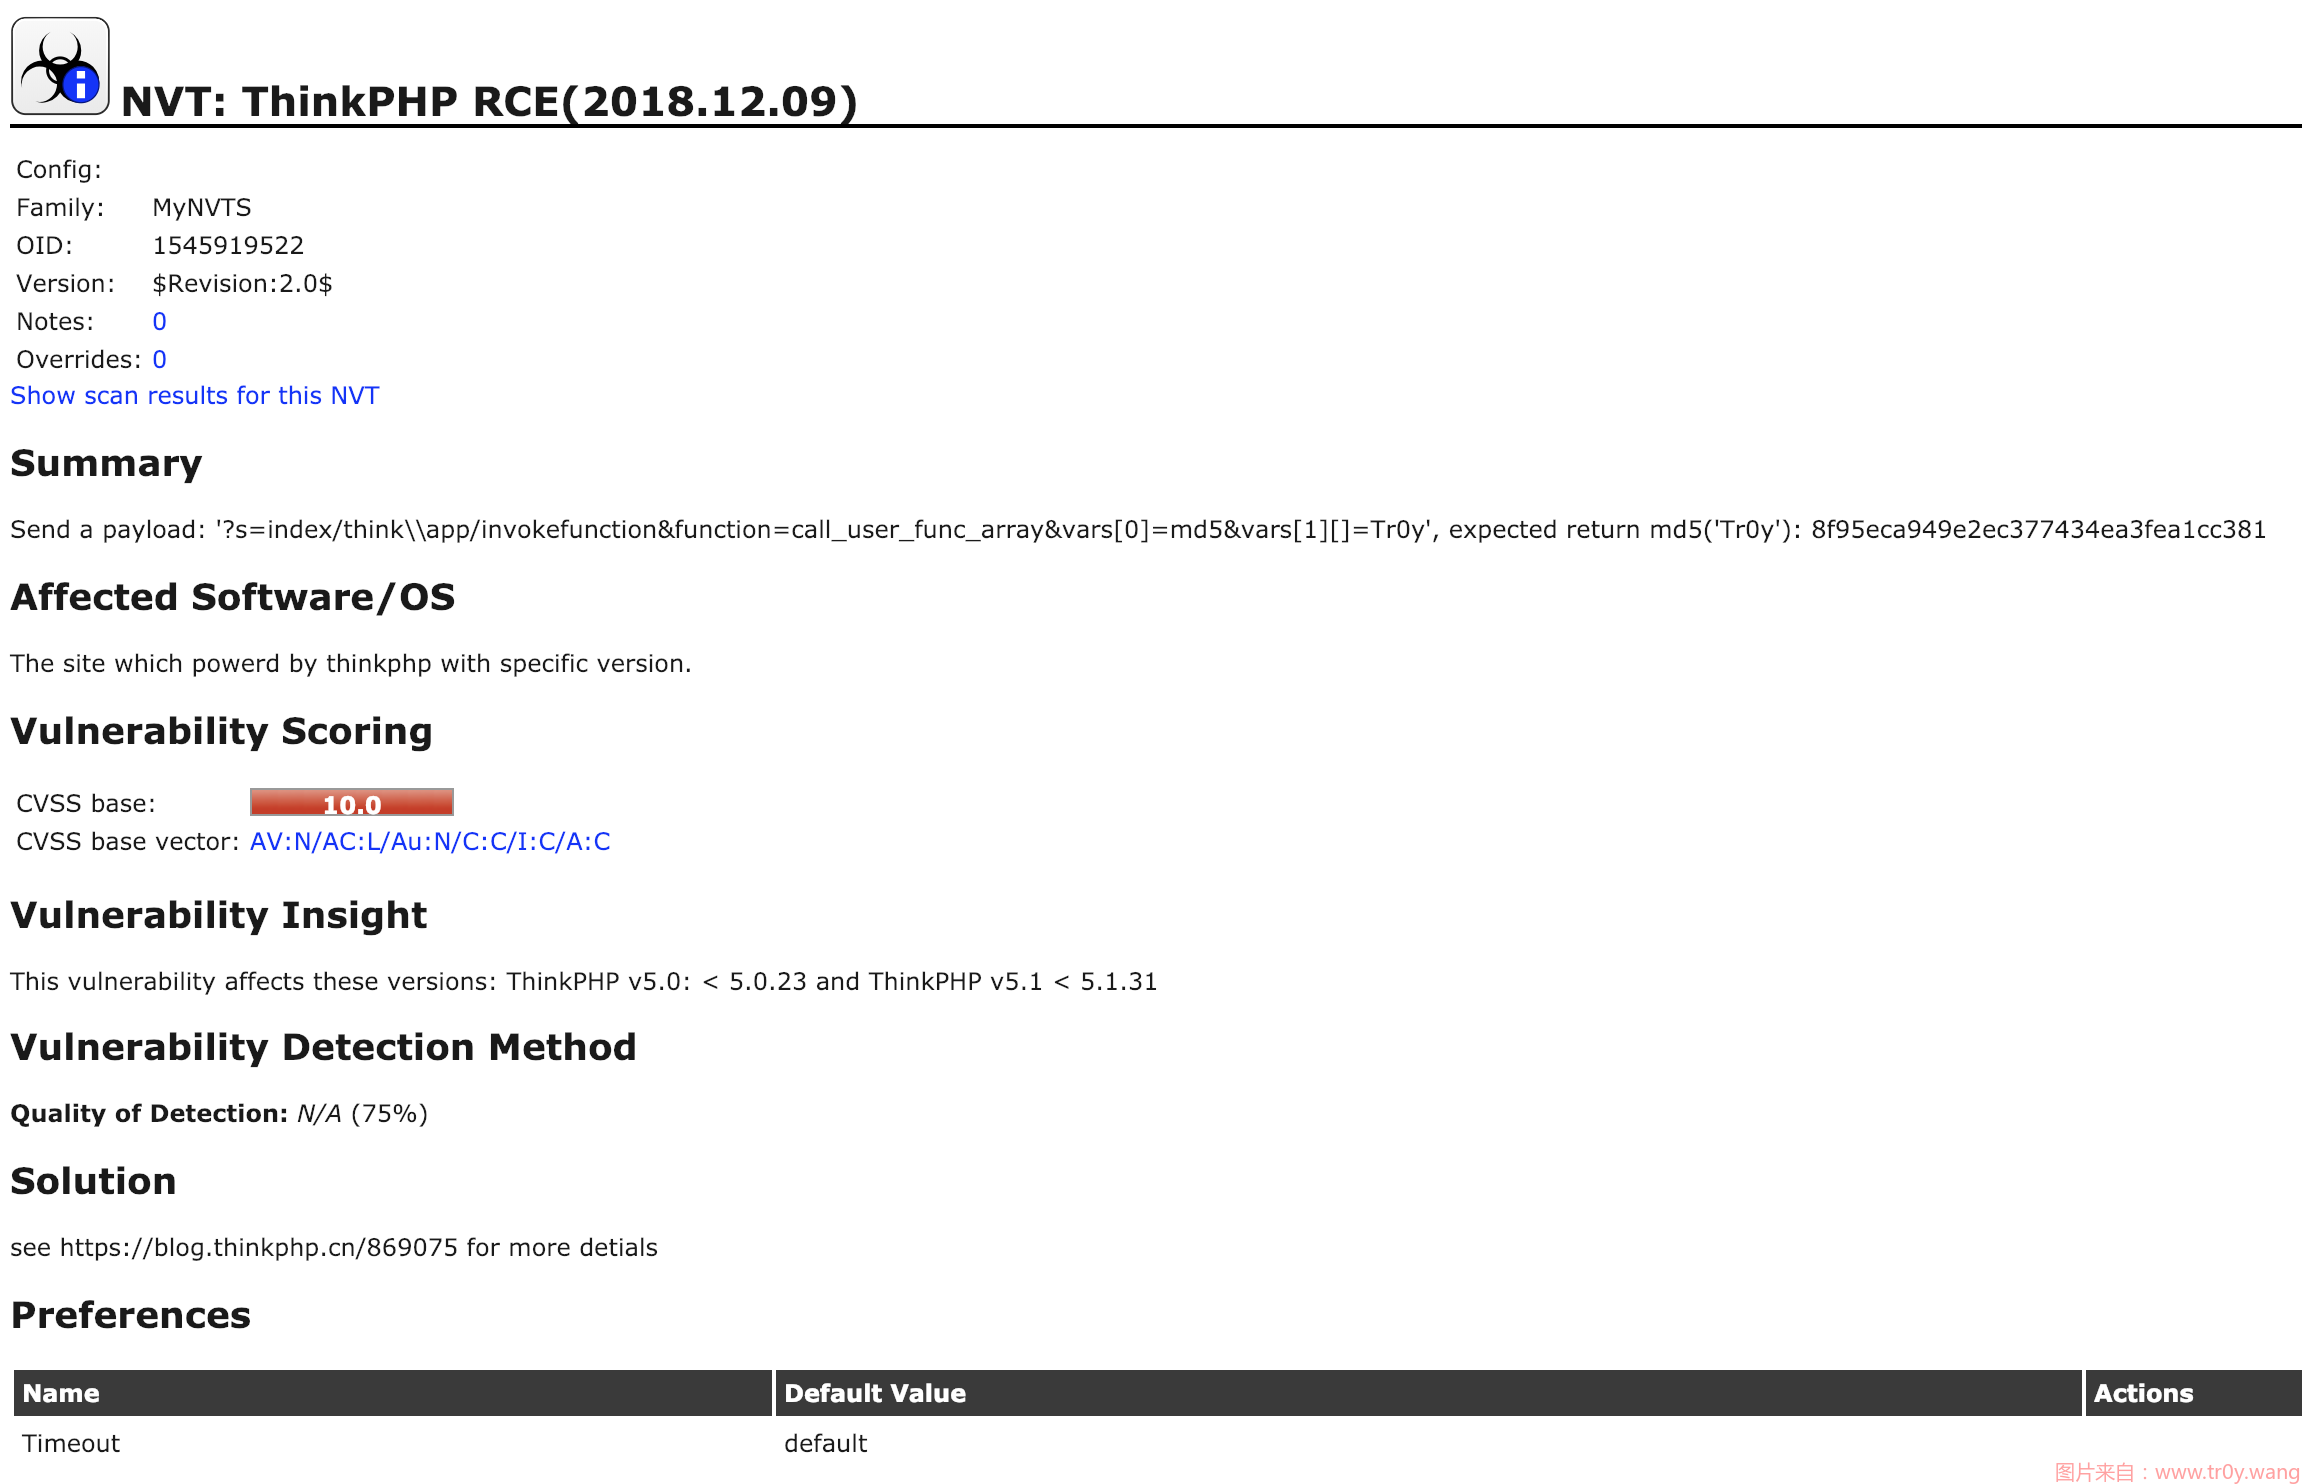 NVT: ThinkPHP RCE(2018.12.09)
Config:
Family: MyNVTS
OID: 1545919522
Version: $Revision:2.0$
Notes: 0
Overrides: 0
Show scan results for this NVT
Summary
Send a payload: '?s=index/think\\app/invokefunction&function=call_user_func_array&vars[0]=md5&vars[1][]=Tr0y', expected return md5('Tr0y'): 8f95eca949e2ec377434ea3fea1cc381
Affected Software/OS
The site which powerd by thinkphp with specific version.
Vulnerability Scoring
CVSS base: 10.0
CVSS base vector: AV:N/AC:L/Au:N/C:C/I:C/A:C
Vulnerability Insight
This vulnerability affects these versions: ThinkPHP v5.0: < 5.0.23 and ThinkPHP v5.1 < 5.1.31
Vulnerability Detection Method
Quality of Detection: N/A (75%)
Solution
see https://blog.thinkphp.cn/869075 for more detials
Preferences
Name Default Value Actions
Timeout default
图片来自：www.tr0y.wang